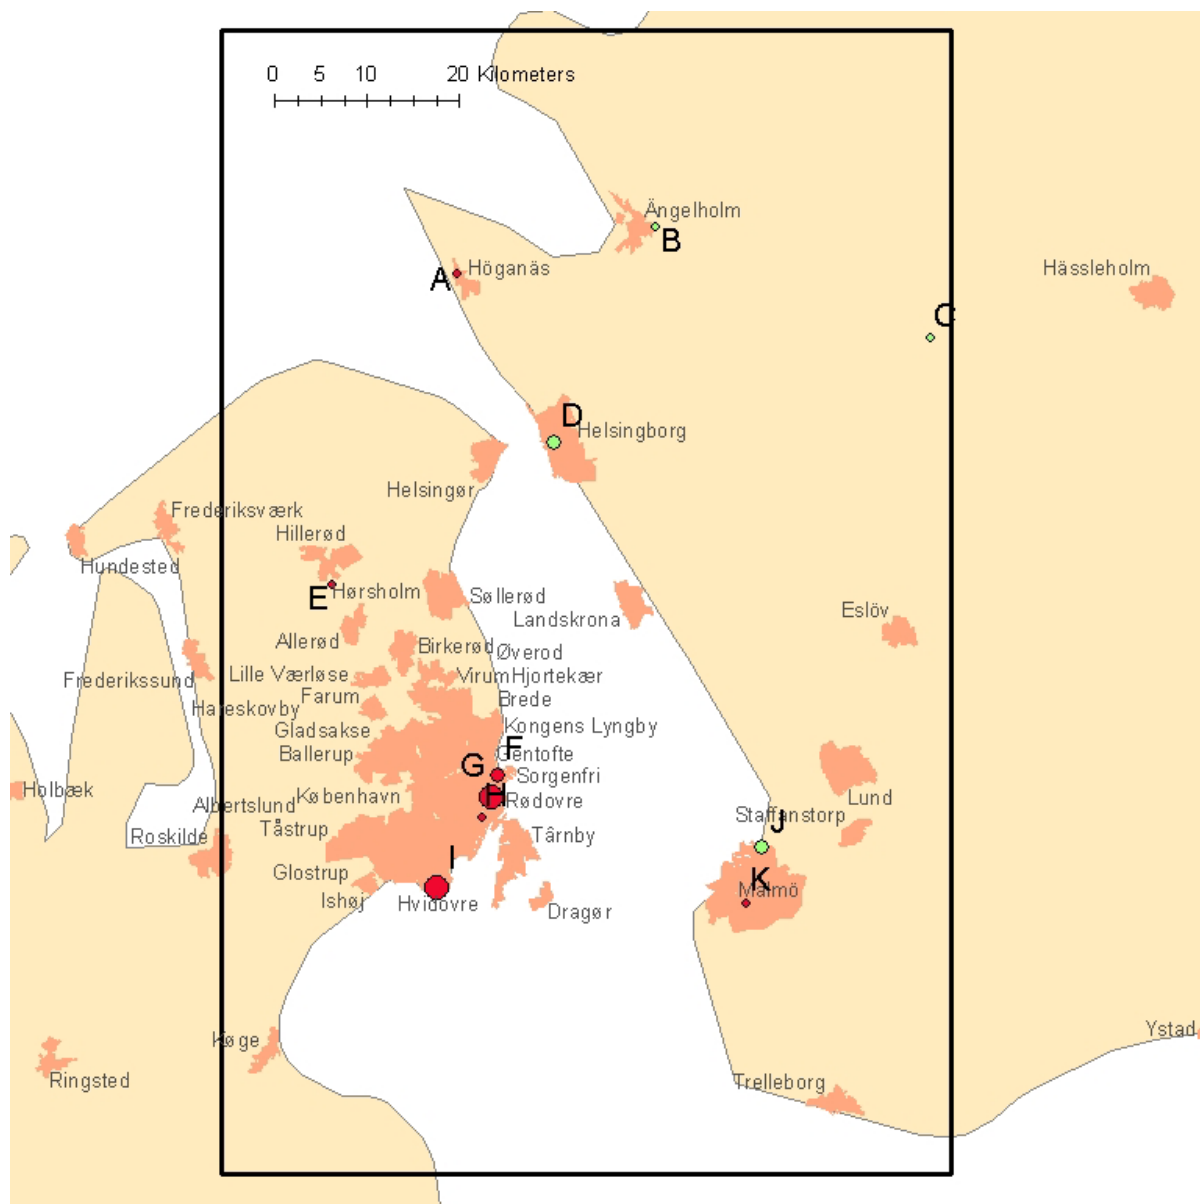 0 5 10 20 Kilometers
Ängelholm
B
Höganäs
A
Hässleholm
C
D
Helsingborg
Helsingør
Frederiksværk
Hillerød
Hundested
E
Hørsholm
Søllerød
Landskrona
Eslöv
Allerød
Birkerød
Øverod
Lille Værløse
Virum
Hjortekær
Frederikssund
Farum
Brede
Hareskovby
Gladsakse
Kongens Lyngby
Ballerup
F
Gentofte
G
Sorgenfri
Holbæk
København
H
Rødovre
Lund
Albertslund
Staffanstorp
Roskilde
Tåstrup
Tårnby
J
I
Glostrup
K
Malmö
Ishøj
Hvidovre
Dragør
Køge
Ystad
Ringsted
Trelleborg